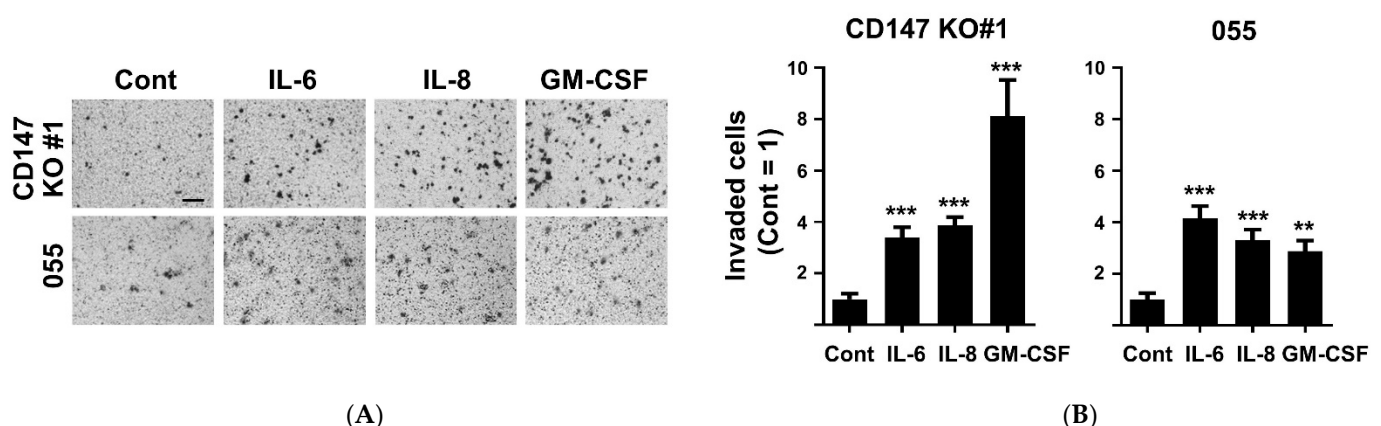 Cont IL-6 IL-8 GM-CSF
CD147
KO #1
055
(A)
CD147 KO#1
Invaded cells
(Cont = 1)
10
8
6
4
2
***
***
***
Cont IL-6 IL-8 GM-CSF
055
10
8
6
4
2
***
***
**
Cont IL-6 IL-8 GM-CSF
(B)